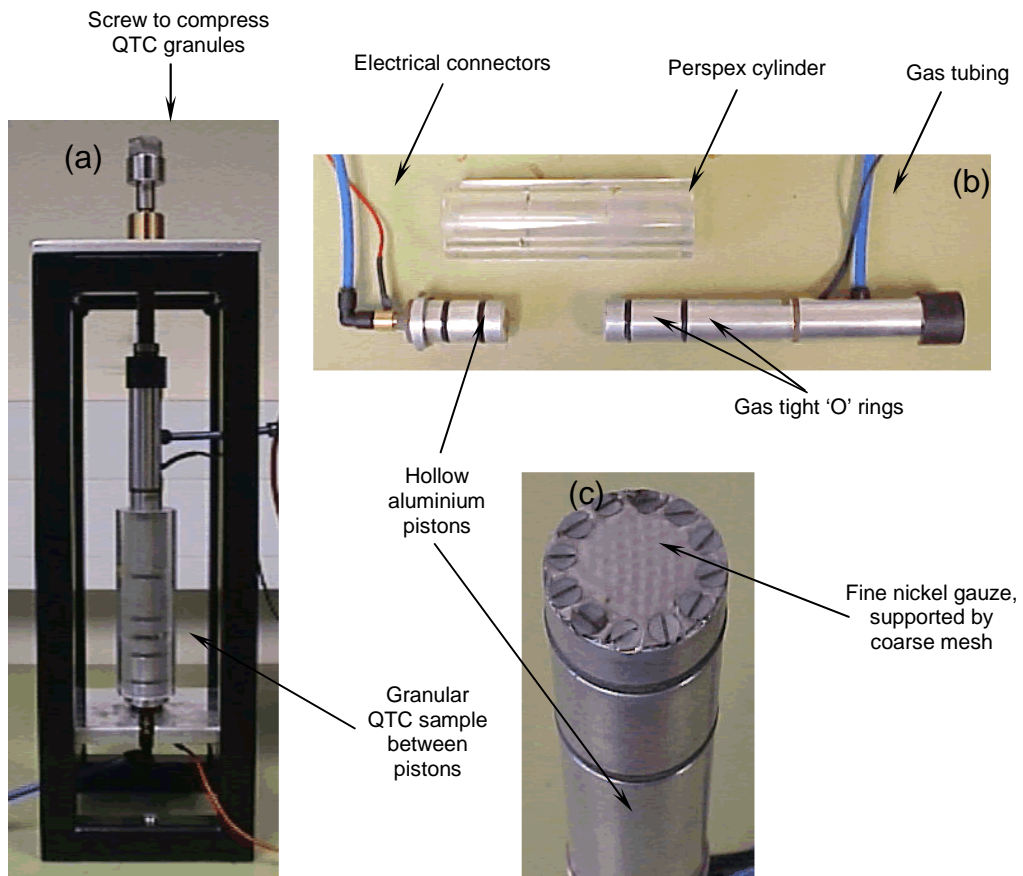 Screw to compress
QTC granules
Electrical connectors
Perspex cylinder
Gas tubing
(a)
(b)
Gas tight ‘O’ rings
Hollow
aluminium
pistons
(c)
Fine nickel gauze,
supported by
coarse mesh
Granular
QTC sample
between
pistons